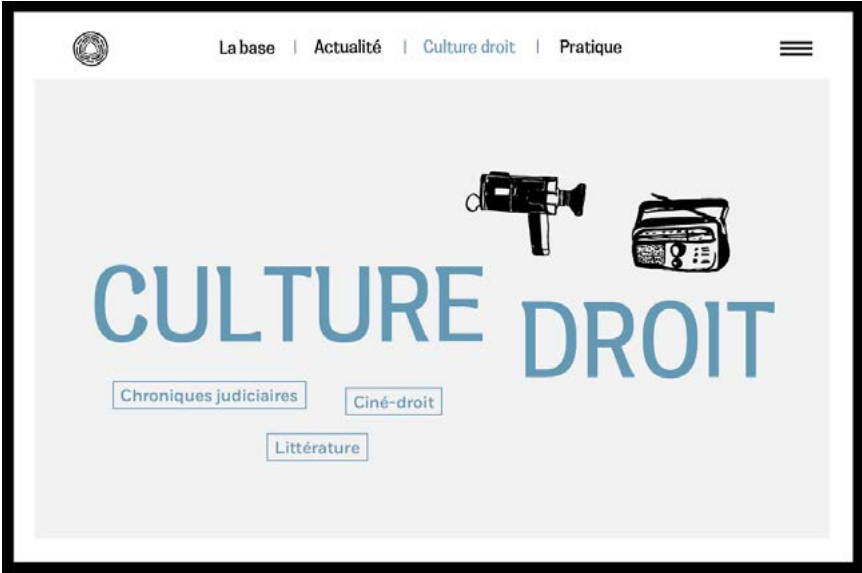 La base | Actualité | Culture droit | Pratique
CULTURE DROIT
Chroniques judiciaires Ciné-droit
Littérature